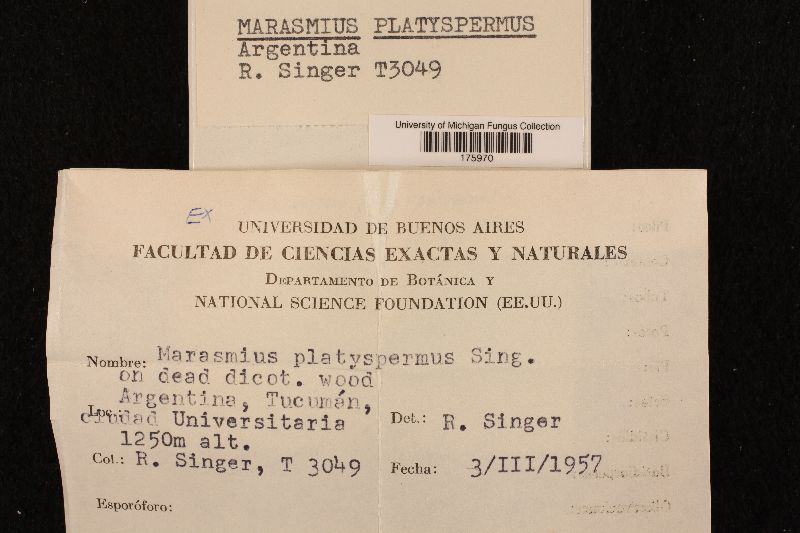 MARASMIUS PLATYSPERMUS
Argentina
R. Singer T3049
University of Michigan Fungus Collection
175970
EX
UNIVERSIDAD DE BUENOS AIRES
FACULTAD DE CIENCIAS EXACTAS Y NATURALES
DEPARTAMENTO DE BOTÁNICA Y
NATIONAL SCIENCE FOUNDATION (EE.UU.)
Nombre: Marasmius platyspermus Sing.
on dead dicot. wood
Argentina, Tucumán,
Loc.: ciudad Universitaria
1250m alt.
Det.: R. Singer
Col.: R. Singer, T 3049
Fecha: 3/III/1957
Esporóforo: